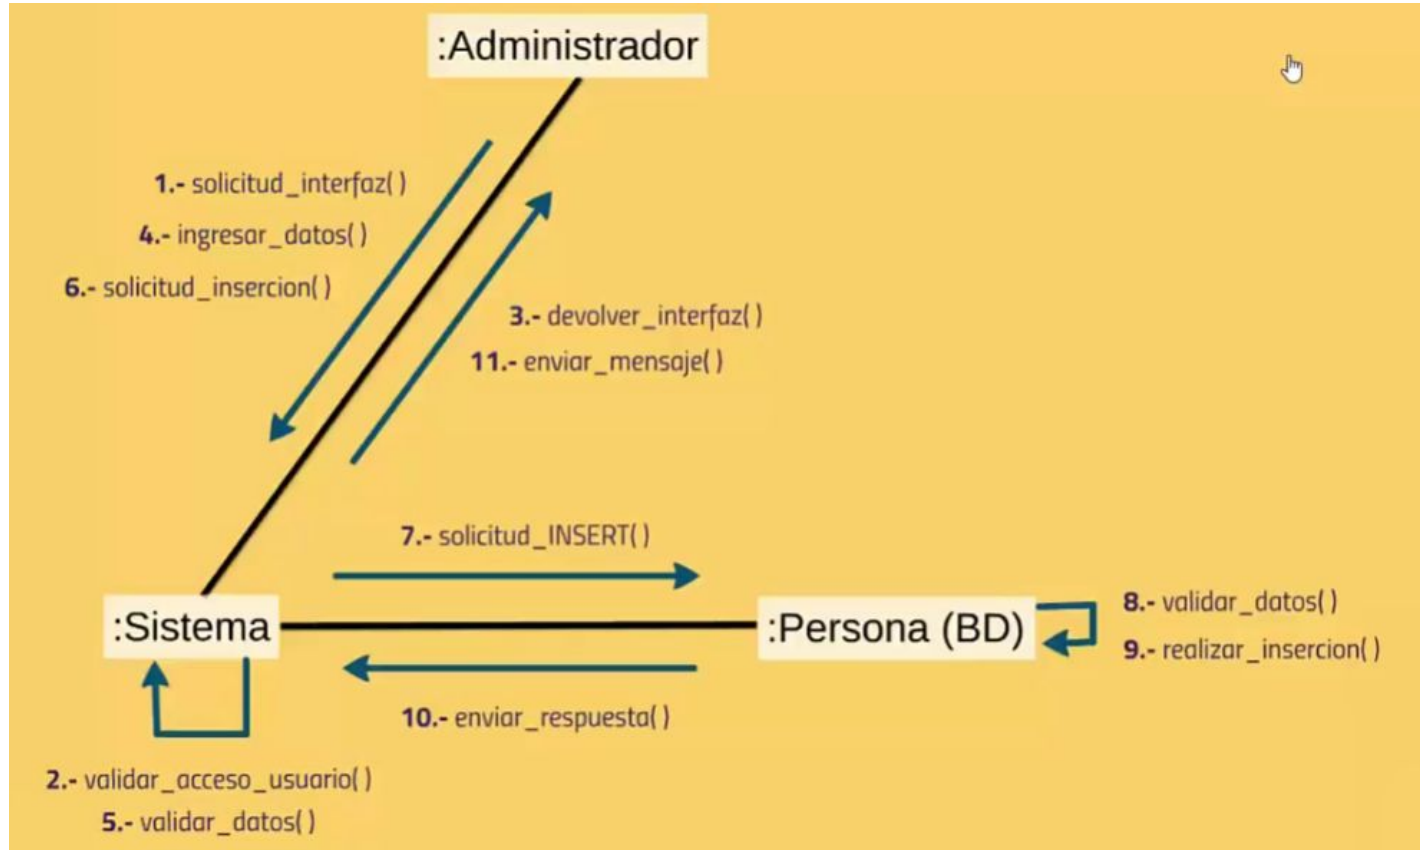 :Administrador
1.- solicitud_interfaz( )
4.- ingresar_datos( )
6.- solicitud_insercion( )
3.- devolver_interfaz( )
11.- enviar_mensaje( )
7.- solicitud_INSERT( )
:Sistema
:Persona (BD)
8.- validar_datos( )
9.- realizar_insercion( )
10.- enviar_respuesta( )
2.- validar_acceso_usuario( )
5.- validar_datos( )